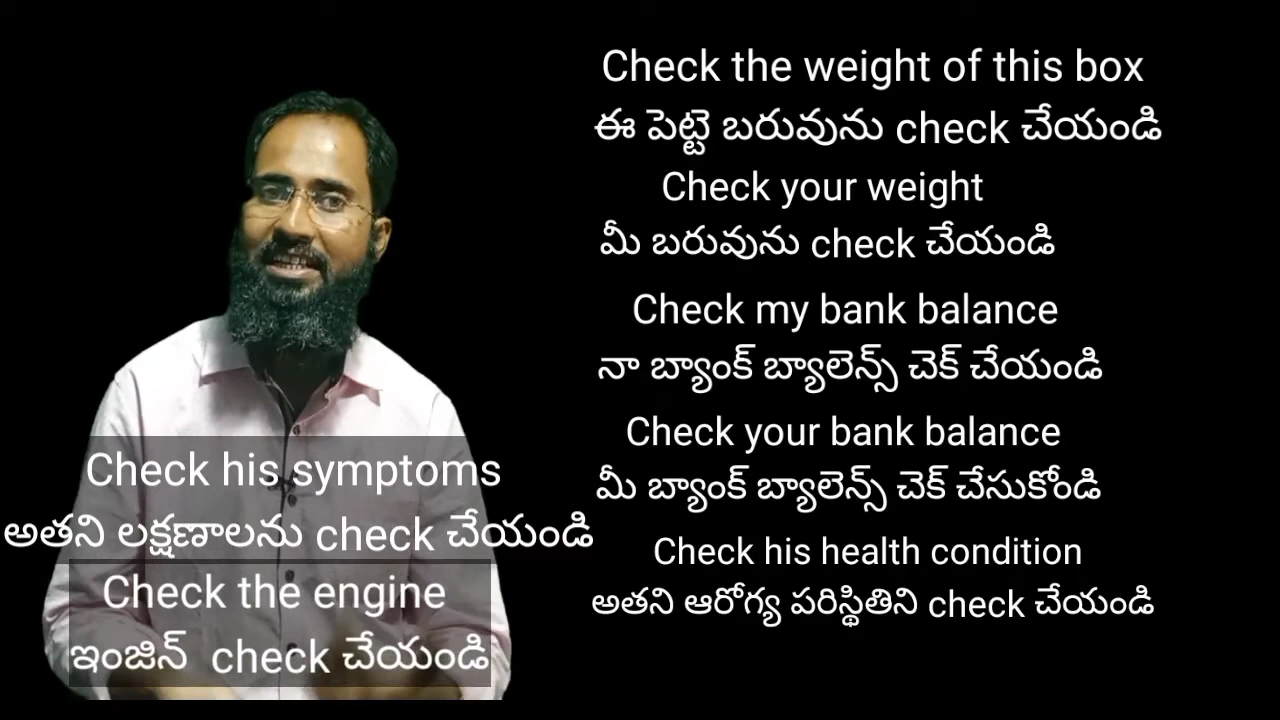 Check the weight of this box
ఈ పెట్టె బరువును check చేయండి
Check your weight
మీ బరువును check చేయండి
Check my bank balance
నా బ్యాంక్ బ్యాలెన్స్ చెక్ చేయండి
Check your bank balance
మీ బ్యాంక్ బ్యాలెన్స్ చెక్ చేసుకోండి
Check his health condition
అతని ఆరోగ్య పరిస్థితిని check చేయండి
Check his symptoms
అతని లక్షణాలను check చేయండి
Check the engine
ఇంజిన్ check చేయండి